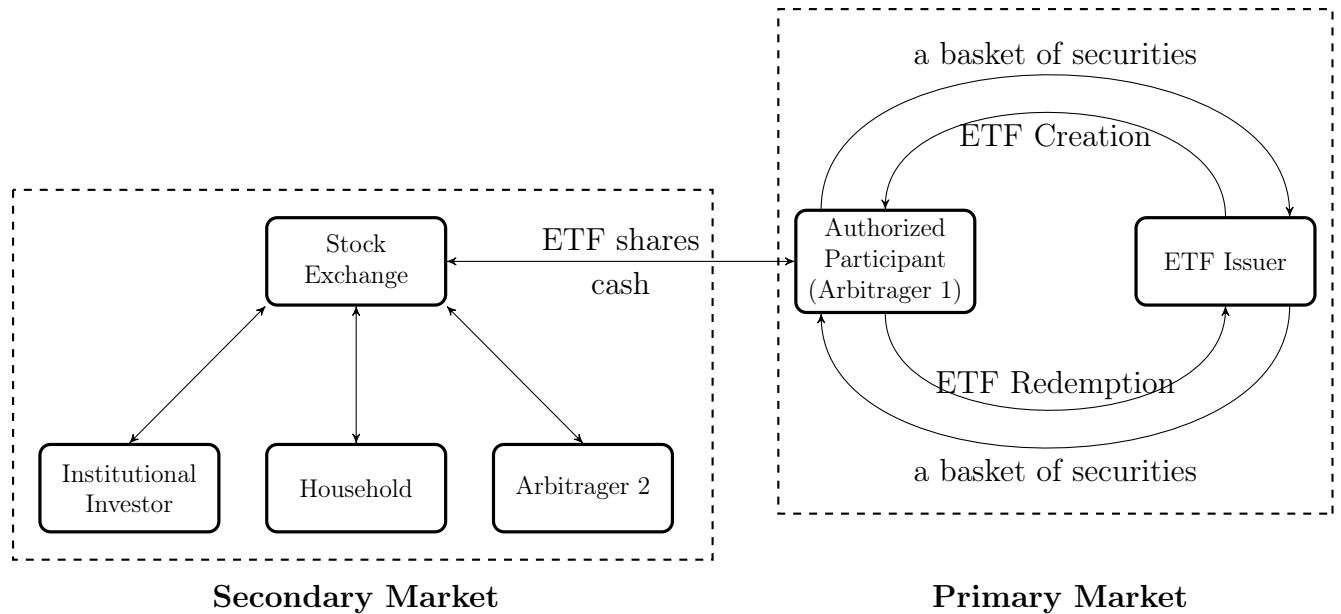 a basket of securities
ETF Creation
Stock
Exchange
ETF shares
cash
Authorized
Participant
(Arbitrager 1)
ETF Issuer
ETF Redemption
a basket of securities
Institutional
Investor
Household
Arbitrager 2
Secondary Market
Primary Market